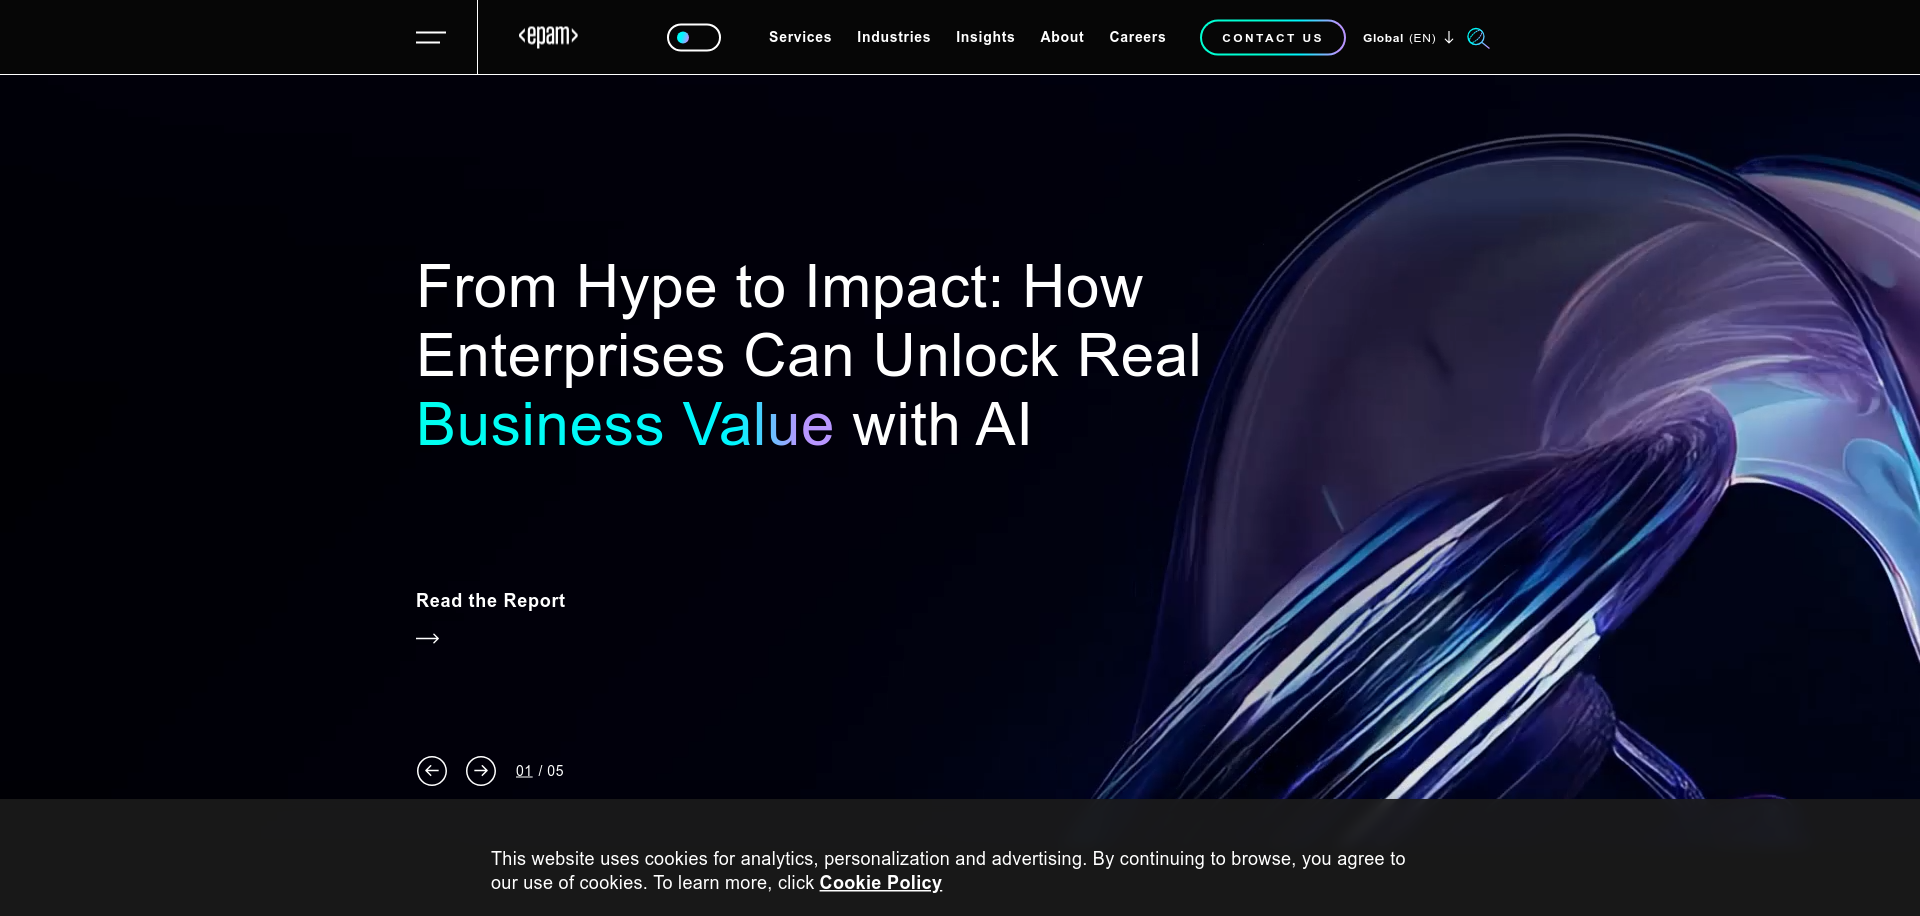 <epam>
Services
Industries
Insights
About
Careers
CONTACT US
Global (EN)
From Hype to Impact: How
Enterprises Can Unlock Real
Business Value with AI
Read the Report
01 / 05
This website uses cookies for analytics, personalization and advertising. By continuing to browse, you agree to
our use of cookies. To learn more, click Cookie Policy